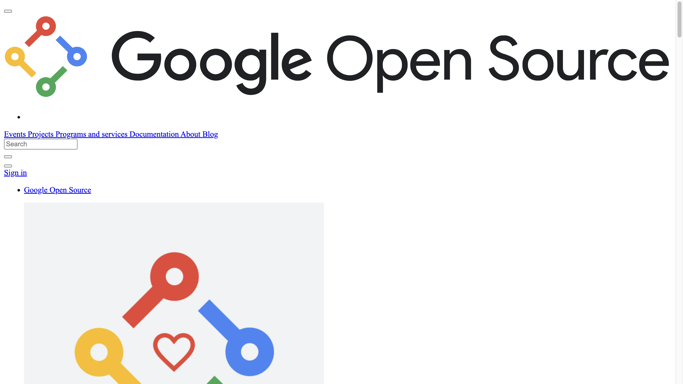 Google Open Source
Events Projects Programs and services Documentation About Blog
Search
Sign in
Google Open Source